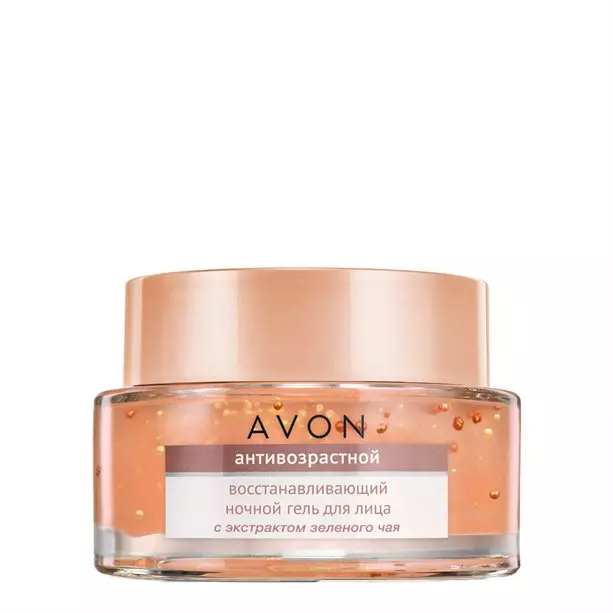 AVON
антивозрастной
восстанавливающий
ночной гель для лица
с экстрактом зеленого чая